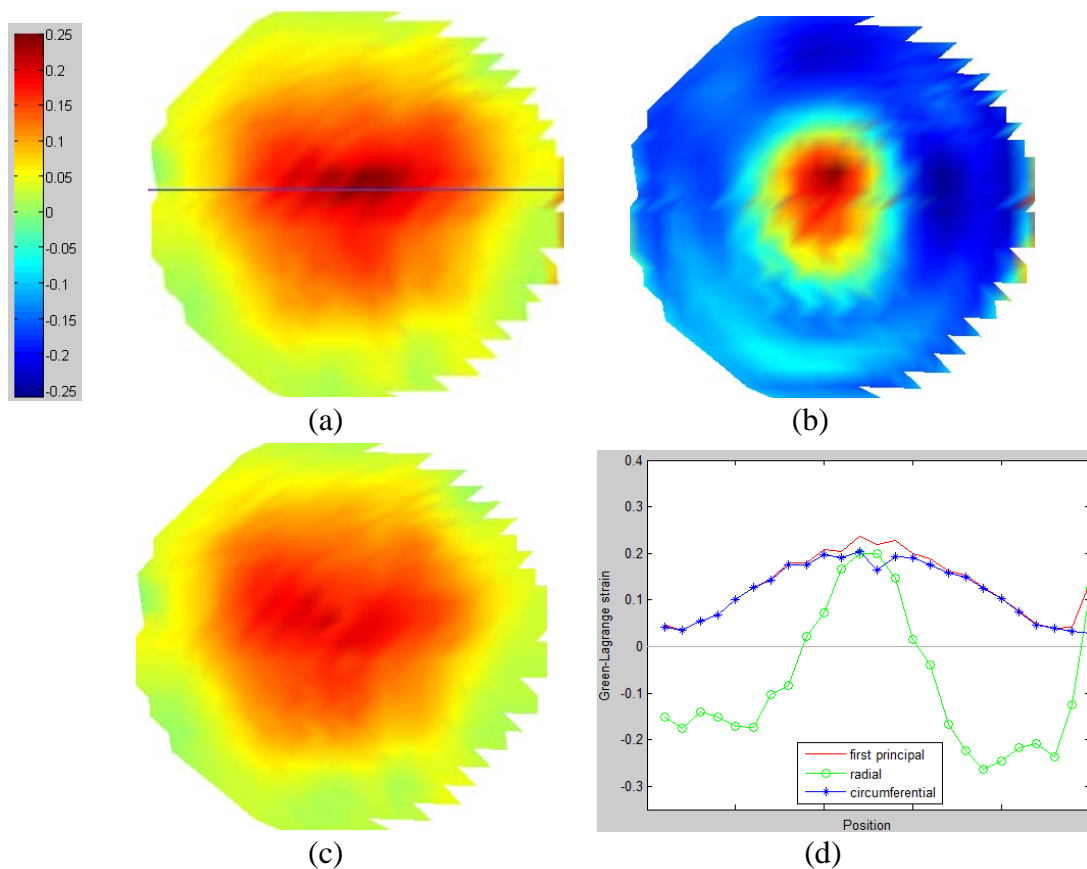 0.25
0.2
0.15
0.1
0.05
0
-0.05
-0.1
-0.15
-0.2
-0.25
(a)
(b)
0.4
0.3
0.2
0.1
0
-0.1
-0.2
-0.3
Green-Lagrange strain
first principal
radial
circumferential
Position
(c)
(d)